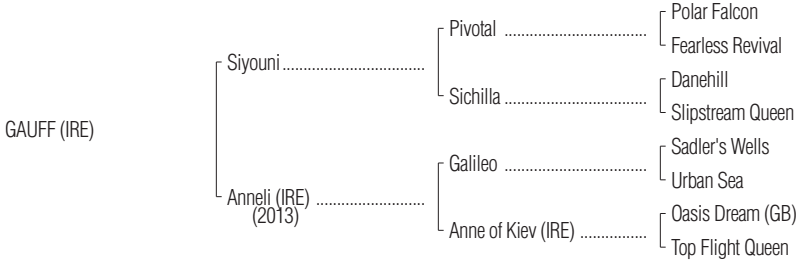 Polar Falcon
Pivotal ..................................
Fearless Revival
Siyouni ..................................
Danehill
Sichilla ..................................
Slipstream Queen
GAUFF (IRE)
Sadler's Wells
Galileo ..................................
Urban Sea
Anneli (IRE) ..........................
(2013)
Oasis Dream (GB)
Anne of Kiev (IRE) ................
Top Flight Queen